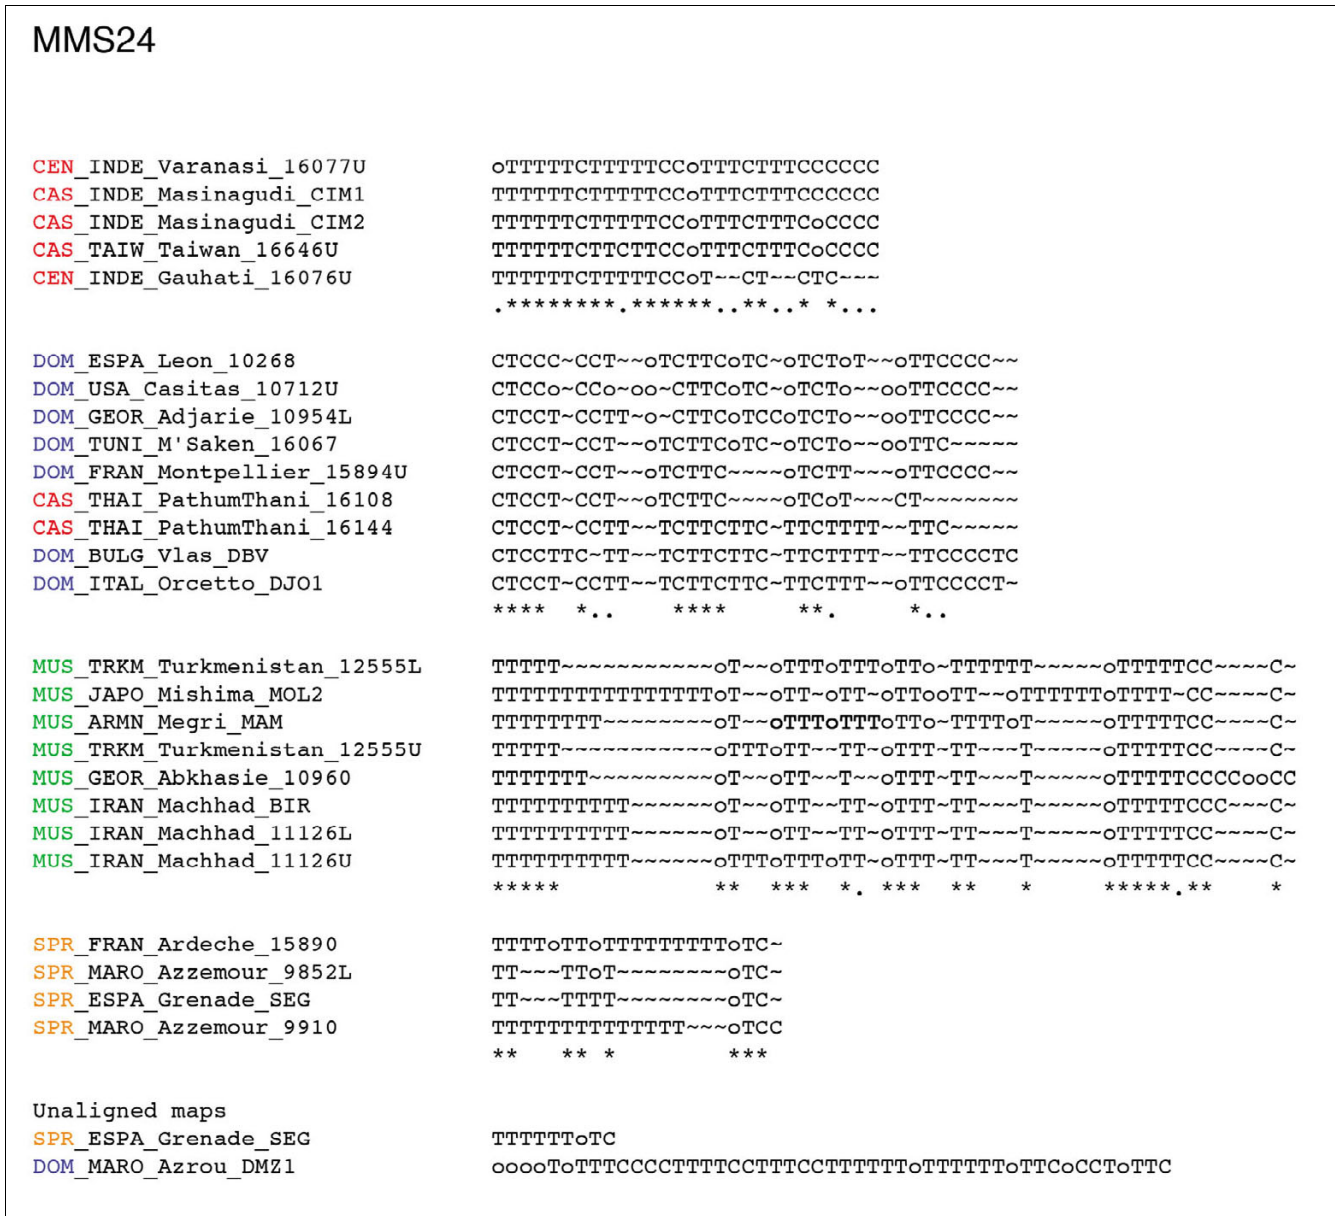 MMS24
CEN_INDE_Varanasi_16077U oTTTTTCTTTTTCCoTTTCTTTCCCCCC
CAS_INDE_Masinagudi_CIM1 TTTTTTCTTTTTCCoTTTCTTTCCCCCC
CAS_INDE_Masinagudi_CIM2 TTTTTTCTTTTTCCoTTTCTTTCoCCCC
CAS_TAIW_Taiwan_16646U TTTTTTCTTCTTCCoTTTCTTTCoCCCC
CEN_INDE_Gauhati_16076U TTTTTTCTTTTTCCoT~~CT~~CTC~~~
.********.******..**..* *...
DOM_ESPA_Leon_10268 CTCCC~CCT~~oTCTTCoTC~oTCToT~~oTTCCCC~~
DOM_USA_Casitas_10712U CTCCo~CCo~oo~CTTCoTC~oTCTo~~ooTTCCCC~~
DOM_GEOR_Adjarie_10954L CTCCT~CCTT~o~CTTCoTCCoTCTo~~ooTTCCCC~~
DOM_TUNI_M'Saken_16067 CTCCT~CCT~~oTCTTCoTC~oTCTo~~ooTTC~~~~~
DOM_FRAN_Montpellier_15894U CTCCT~CCT~~oTCTTC~~~~oTCTT~~~oTTCCCC~~
CAS_THAI_PathumThani_16108 CTCCT~CCT~~oTCTTC~~~~oTCoT~~~CT~~~~~~~
CAS_THAI_PathumThani_16144 CTCCT~CCTT~~TCTTCTTC~TTCTTTT~~TTC~~~~~
DOM_BULG_Vlas_DBV CTCCTTC~TT~~TCTTCTTC~TTCTTTT~~TTCCCCTC
DOM_ITAL_Orcetto_DJO1 CTCCT~CCTT~~TCTTCTTC~TTCTTT~~oTTCCCCT~
****  *..    ****     **.     *..
MUS_TRKM_Turkmenistan_12555L TTTTT~~~~~~~~~~~oT~~oTTToTTToTTo~TTTTTT~~~~~oTTTTTCC~~~~C~
MUS_JAPO_Mishima_MOL2 TTTTTTTTTTTTTTTToT~~oTT~oTT~oTTooTT~~oTTTTTToTTTT~CC~~~~C~
MUS_ARMN_Megri_MAM TTTTTTTT~~~~~~~~oT~~oTTToTTToTTo~TTTToT~~~~~oTTTTTCC~~~~C~
MUS_TRKM_Turkmenistan_12555U TTTTT~~~~~~~~~~~oTTToTT~~TT~oTTT~TT~~~T~~~~~oTTTTTCC~~~~C~
MUS_GEOR_Abkhasie_10960 TTTTTTT~~~~~~~~~oT~~oTT~~T~~oTTT~TT~~~T~~~~~oTTTTTCCCCooCC
MUS_IRAN_Machhad_BIR TTTTTTTTTT~~~~~~oT~~oTT~~TT~oTTT~TT~~~T~~~~~oTTTTTCCC~~~C~
MUS_IRAN_Machhad_11126L TTTTTTTTTT~~~~~~oT~~oTT~~TT~oTTT~TT~~~T~~~~~oTTTTTCC~~~~C~
MUS_IRAN_Machhad_11126U TTTTTTTTTT~~~~~~oTTToTTToTT~oTTT~TT~~~T~~~~~oTTTTTCC~~~~C~
*****           **  ***  *. ***  **   *     *****.**    *
SPR_FRAN_Ardeche_15890 TTTToTToTTTTTTTTToTC~
SPR_MARO_Azzemour_9852L TT~~~TToT~~~~~~~~oTC~
SPR_ESPA_Grenade_SEG TT~~~TTTT~~~~~~~~oTC~
SPR_MARO_Azzemour_9910 TTTTTTTTTTTTTT~~~oTCC
**   ** *        ***
Unaligned maps
SPR_ESPA_Grenade_SEG TTTTTToTC
DOM_MARO_Azrou_DMZ1 ooooToTTTCCCCTTTTCCTTTCCTTTTTToTTTTTToTTCoCCToTTC